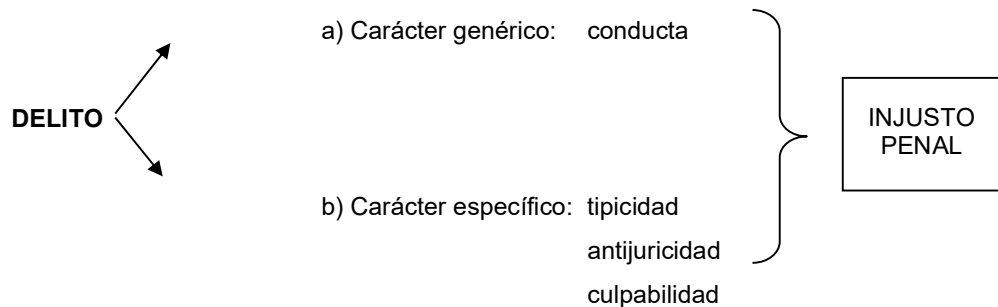 a) Carácter genérico: conducta
DELITO
INJUSTO
PENAL
b) Carácter específico: tipicidad
antijuricidad
culpabilidad